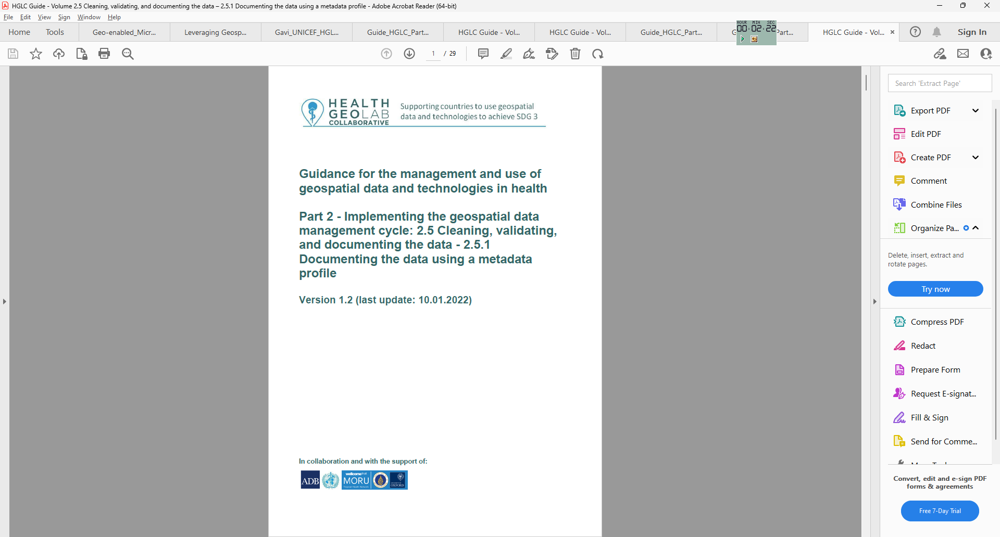 HGLC Guide - Volume 2.5 Cleaning, validating, and documenting the data – 2.5.1 Documenting the data using a metadata profile - Adobe Acrobat Reader (64-bit)
File Edit View Sign Window Help
Home Tools Geo-enabled_Micr... Leveraging Geosp... Gavi_UNICEF_HGL... Guide_HGLC_Part... HGLC Guide - Vol... HGLC Guide - Vol... Guide_HGLC_Part... G Part... HGLC Guide - Vol... Sign In
HOUR MIN SEC
00:02:22
1 / 29
HEALTH
GEOLAB
COLLABORATIVE
Supporting countries to use geospatial
data and technologies to achieve SDG 3
Guidance for the management and use of
geospatial data and technologies in health
Part 2 - Implementing the geospatial data
management cycle: 2.5 Cleaning, validating,
and documenting the data - 2.5.1
Documenting the data using a metadata
profile
Version 1.2 (last update: 10.01.2022)
In collaboration and with the support of:
ADB
wellcome trust
MORU
Tropical Health Network
UNIVERSITY OF
OXFORD
Search 'Extract Page'
Export PDF
Edit PDF
Create PDF
Comment
Combine Files
Organize Pa...
Delete, insert, extract and
rotate pages.
Try now
Compress PDF
Redact
Prepare Form
Request E-signat...
Fill & Sign
Send for Comme...
Convert, edit and e-sign PDF
forms & agreements
Free 7-Day Trial